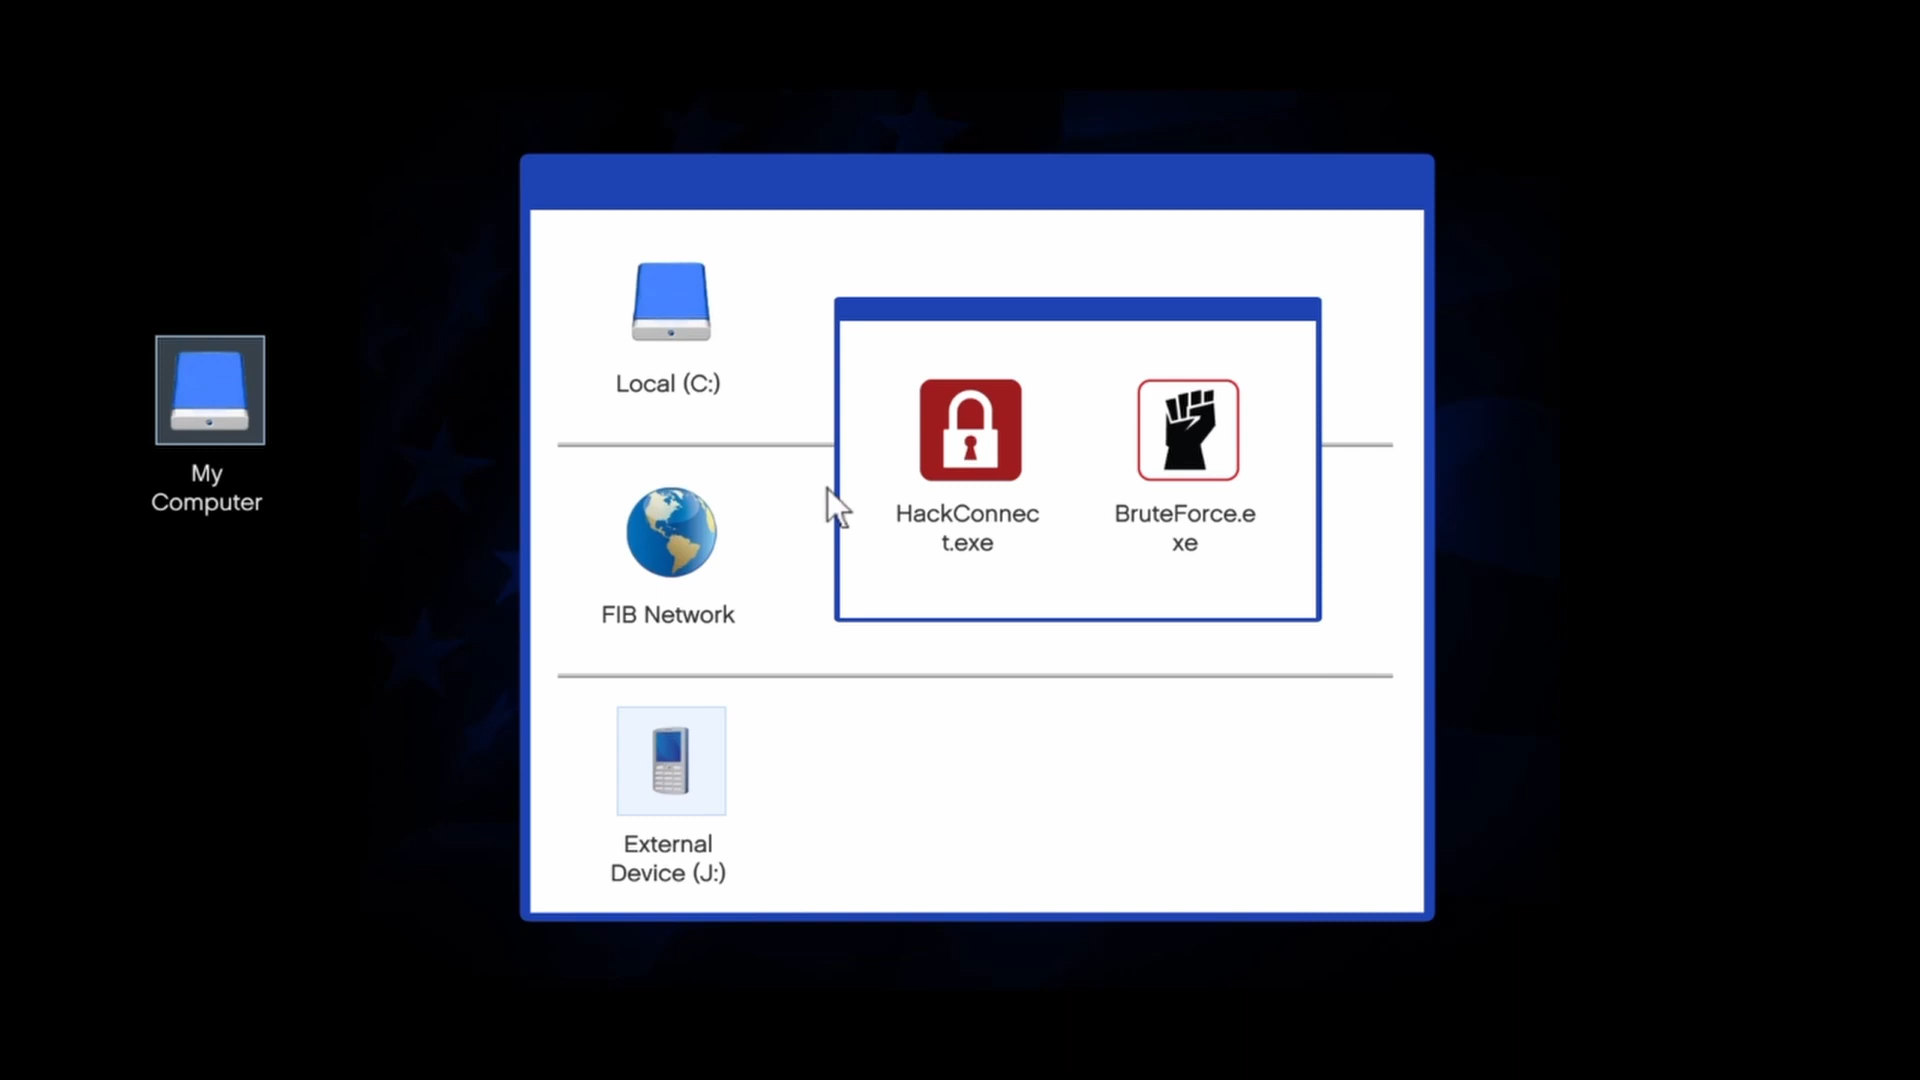 My
Computer
Local (C:)
FIB Network
External
Device (J:)
HackConnec
t.exe
BruteForce.e
xe